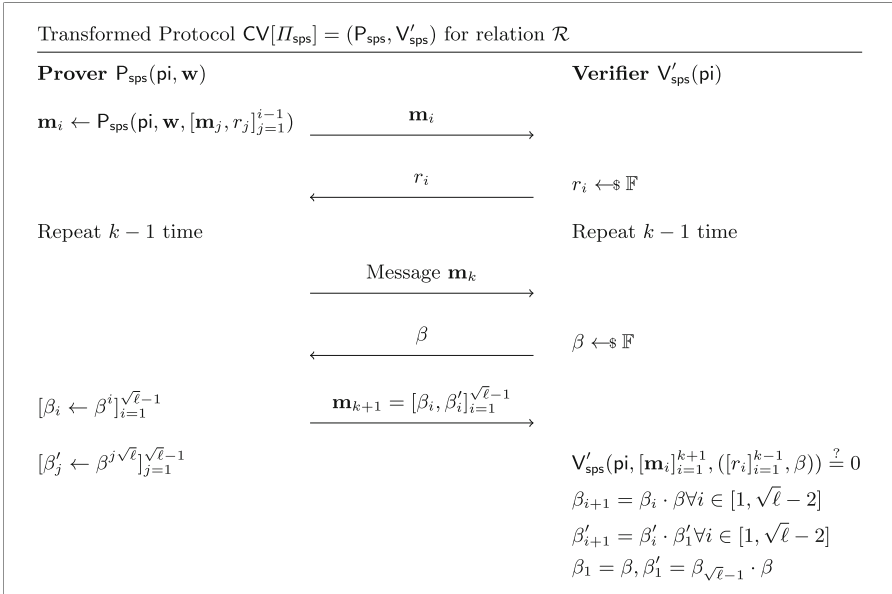 Transformed Protocol CV[Π_sps] = (P_sps, V′_sps) for relation ℛ
Prover P_sps(pi, w) Verifier V′_sps(pi)
m_i ← P_sps(pi, w, [m_j, r_j]_{j=1}^{i−1}) m_i
r_i r_i ←$ 𝔽
Repeat k − 1 time Repeat k − 1 time
Message m_k
β β ←$ 𝔽
[β_i ← β^i]_{i=1}^{√ℓ−1} m_{k+1} = [β_i, β′_i]_{i=1}^{√ℓ−1}
[β′_j ← β^{j√ℓ}]_{j=1}^{√ℓ−1} V′_sps(pi, [m_i]_{i=1}^{k+1}, ([r_i]_{i=1}^{k−1}, β)) ≟ 0
β_{i+1} = β_i · β∀i ∈ [1, √ℓ − 2]
β′_{i+1} = β′_i · β′_1∀i ∈ [1, √ℓ − 2]
β_1 = β, β′_1 = β_{√ℓ−1} · β